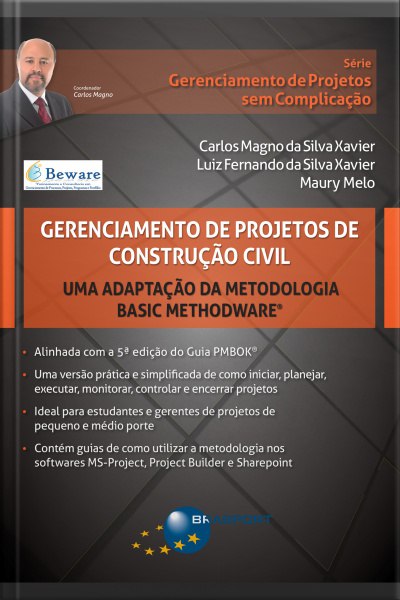 Série
Gerenciamento de Projetos
sem Complicação
Coordenador
Carlos Magno
Carlos Magno da Silva Xavier
Luiz Fernando da Silva Xavier
Maury Melo
Beware
GERENCIAMENTO DE PROJETOS DE
CONSTRUÇÃO CIVIL
UMA ADAPTAÇÃO DA METODOLOGIA
BASIC METHODWARE®
• Alinhada com a 5ª edição do Guia PMBOK®
• Uma versão prática e simplificada de como iniciar, planejar,
executar, monitorar, controlar e encerrar projetos
• Ideal para estudantes e gerentes de projetos de
pequeno e médio porte
• Contém guias de como utilizar a metodologia nos
softwares MS-Project, Project Builder e Sharepoint
BRASPORT